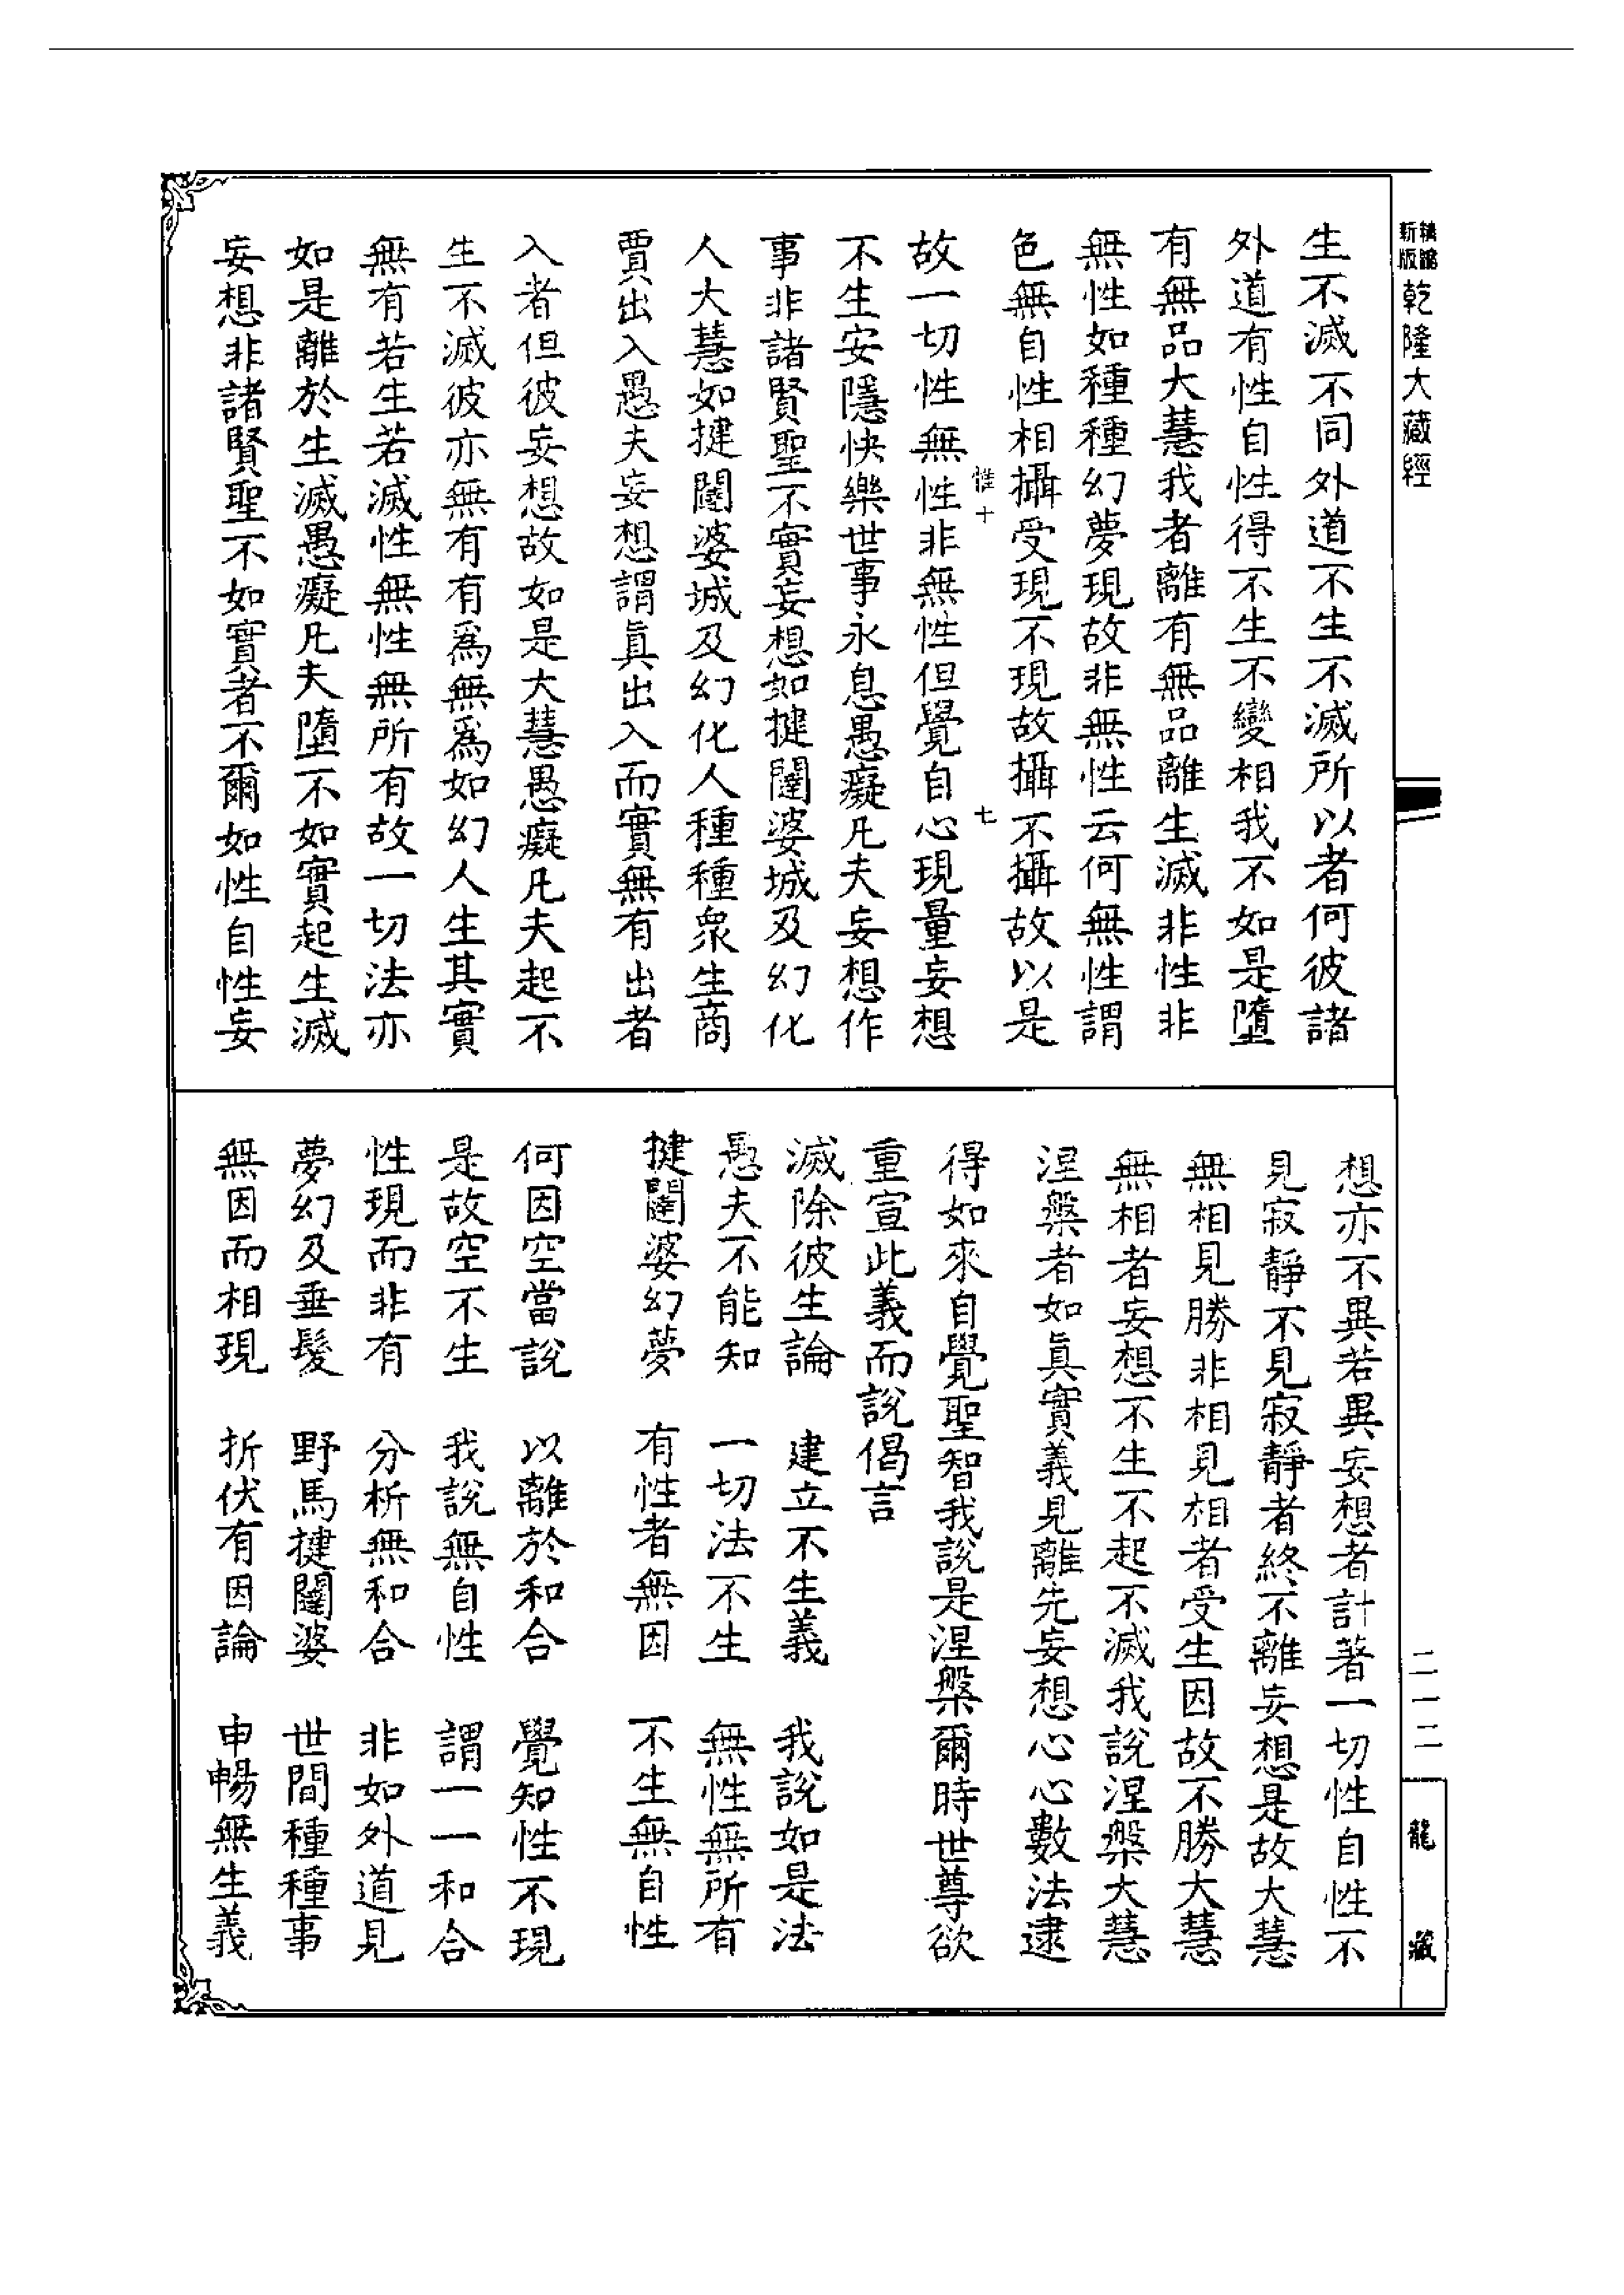 乾隆大藏經
生不滅不同外道不生不滅所以者何彼諸
外道有性自性得不生不變相我不如是墮
有無品大慧我者離有無品離生滅非性非
無性如種種幻夢現故非無性云何無性謂
色無自性相攝受現不現故攝不攝故以是
惟十 七
故一切性無性非無性但覺自心現量妄想
不生安隱快樂世事永息愚癡凡夫妄想作
事非諸賢聖不實妄想如揵闥婆城及幻化
人大慧如揵闥婆城及幻化人種種眾生商
賈出入愚夫妄想謂真出入而實無有出者
入者但彼妄想故如是大慧愚癡凡夫起不
生不滅彼亦無有有為無為如幻人生其實
無有若生若滅性無性無所有故一切法亦
如是離於生滅愚癡凡夫墮不如實起生滅
妄想非諸賢聖不如實者不爾如性自性妄
想亦不異若異妄想者計著一切性自性不
見寂靜不見寂靜者終不離妄想是故大慧
無相見勝非相見相者受生因故不勝大慧
無相者妄想不生不起不滅我說涅槃大慧
涅槃者如真實義見離先妄想心心數法逮
得如來自覺聖智我說是涅槃爾時世尊欲
重宣此義而說偈言
滅除彼生論 建立不生義 我說如是法
愚夫不能知 一切法不生 無性無所有
揵闥婆幻夢 有性者無因 不生無自性
何因空當說 以離於和合 覺知性不現
是故空不生 我說無自性 謂一一和合
性現而非有 分析無和合 非如外道見
夢幻及垂髮 野馬揵闥婆 世間種種事
無因而相現 折伏有因論 申暢無生義
二一二
龍藏